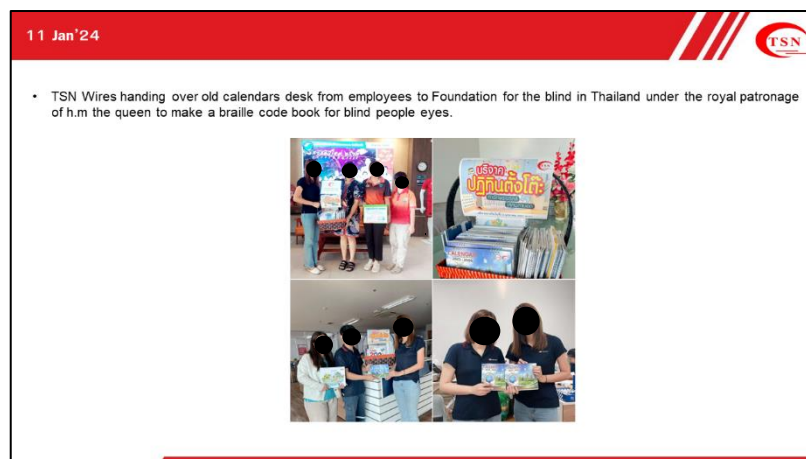 11 Jan'24
TSN
• TSN Wires handing over old calendars desk from employees to Foundation for the blind in Thailand under the royal patronage
of h.m the queen to make a braille code book for blind people eyes.
บริจาค
ปฏิทินตั้งโต๊ะ